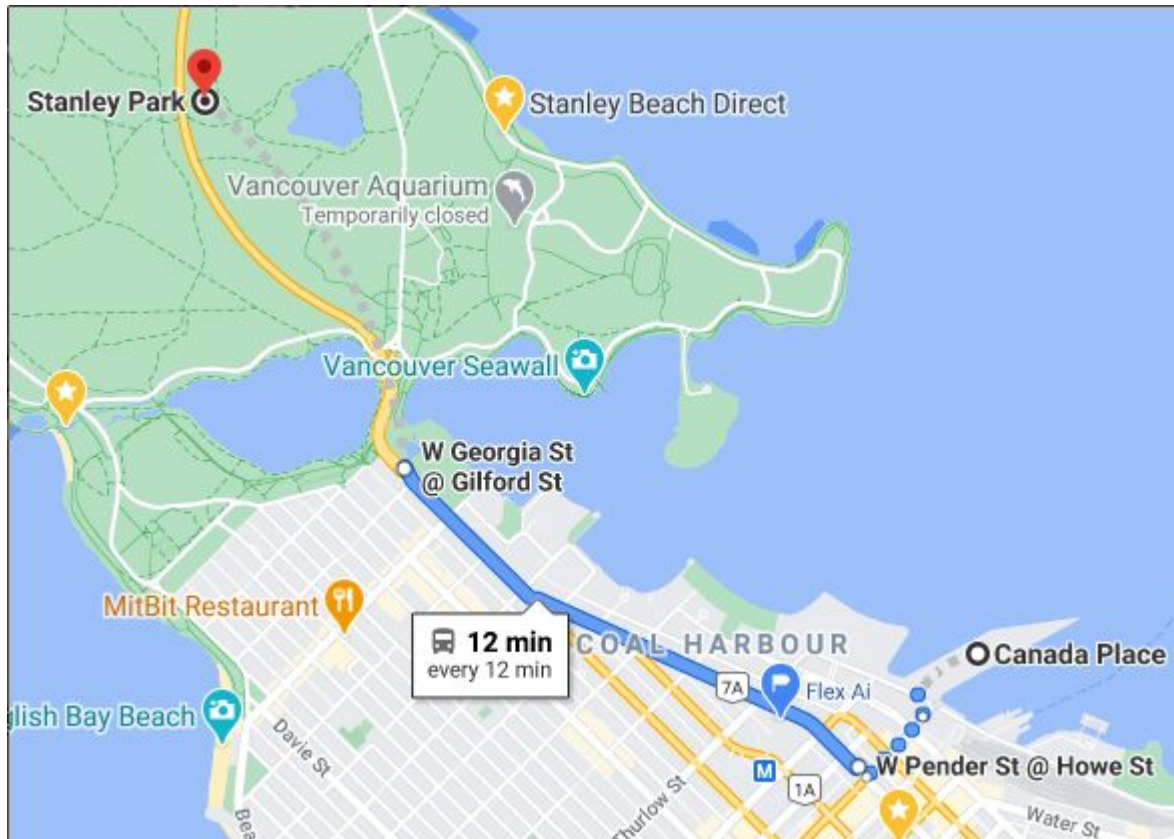 Stanley Park
Stanley Beach Direct
Vancouver Aquarium
Temporarily closed
Vancouver Seawall
W Georgia St
@ Gilford St
MitBit Restaurant
12 min
every 12 min
COAL HARBOUR
Canada Place
7A
Flex Ai
glish Bay Beach
Davie St
M
W Pender St @ Howe St
1A
Bea
Thurlow St
Water St